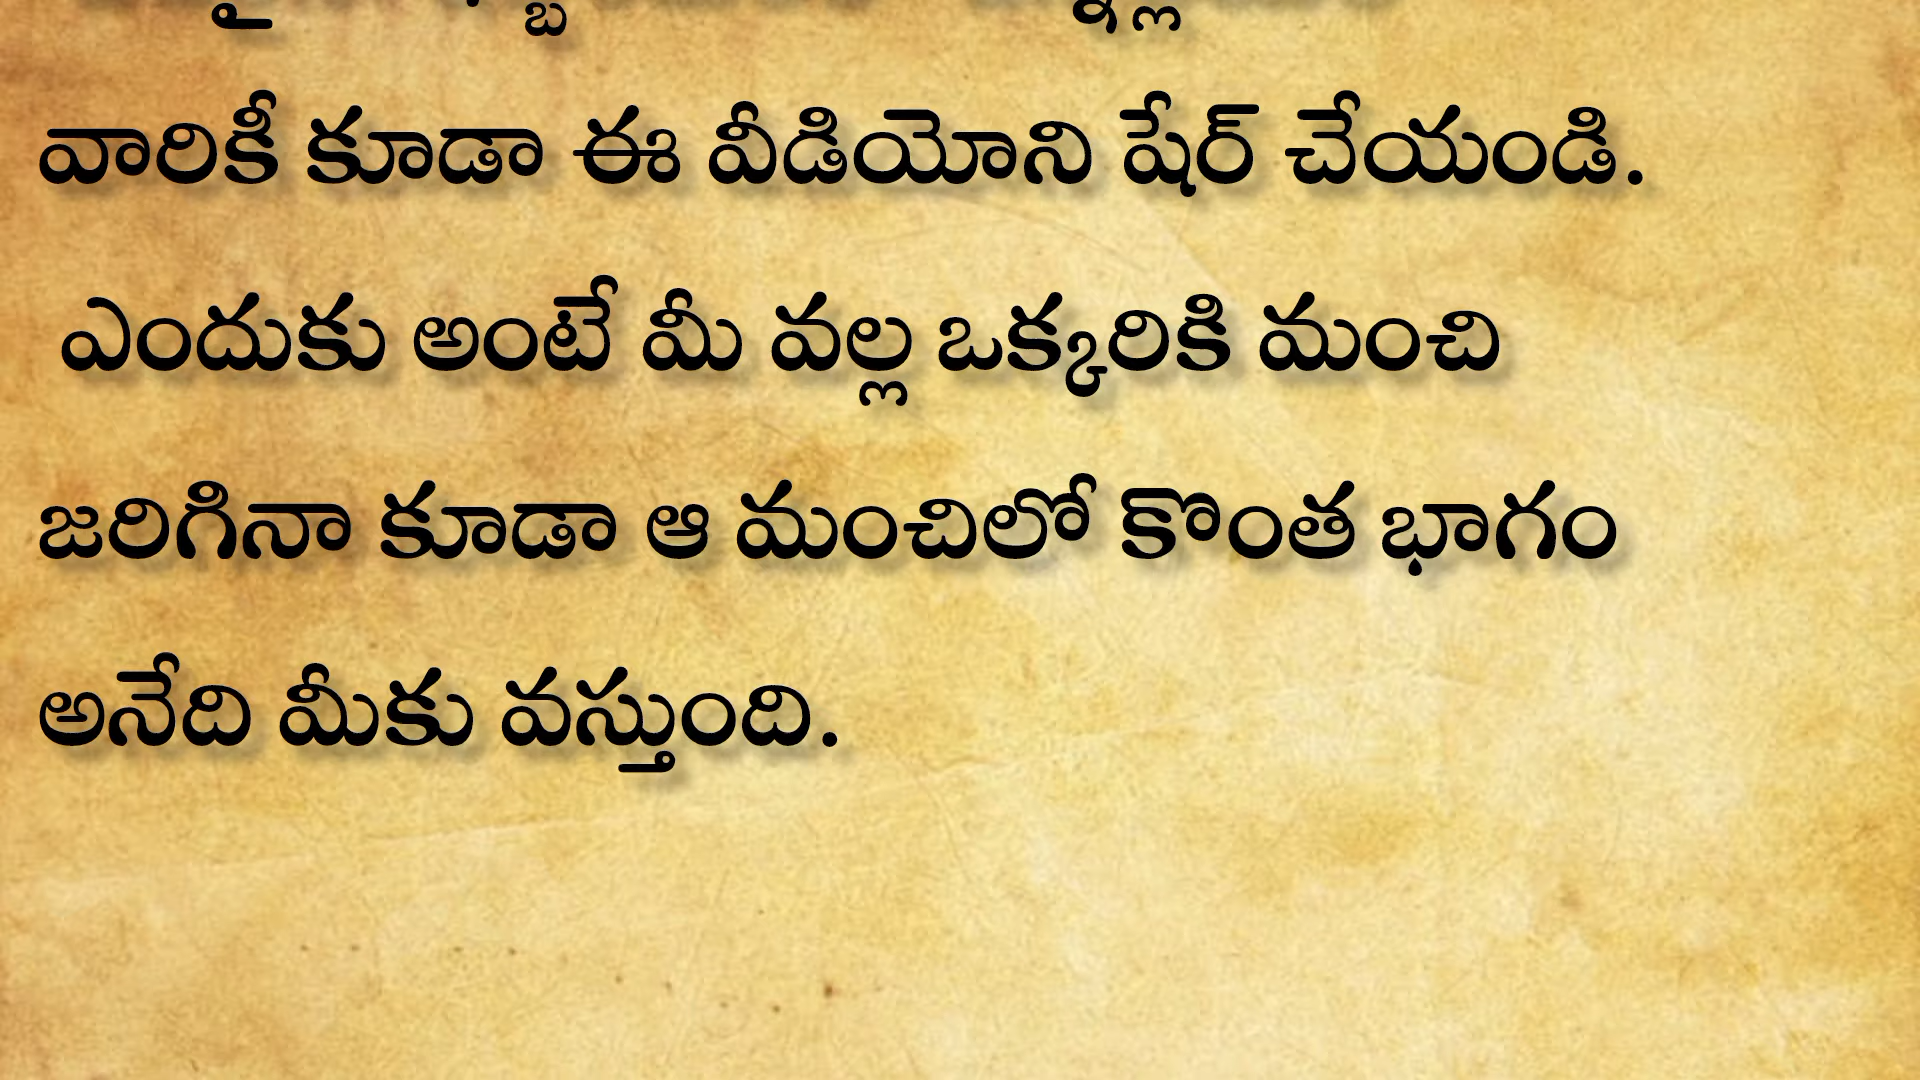 వారికీ కూడా ఈ వీడియోని షేర్ చేయండి.
ఎందుకు అంటే మీ వల్ల ఒక్కరికి మంచి
జరిగినా కూడా ఆ మంచిలో కొంత భాగం
అనేది మీకు వస్తుంది.